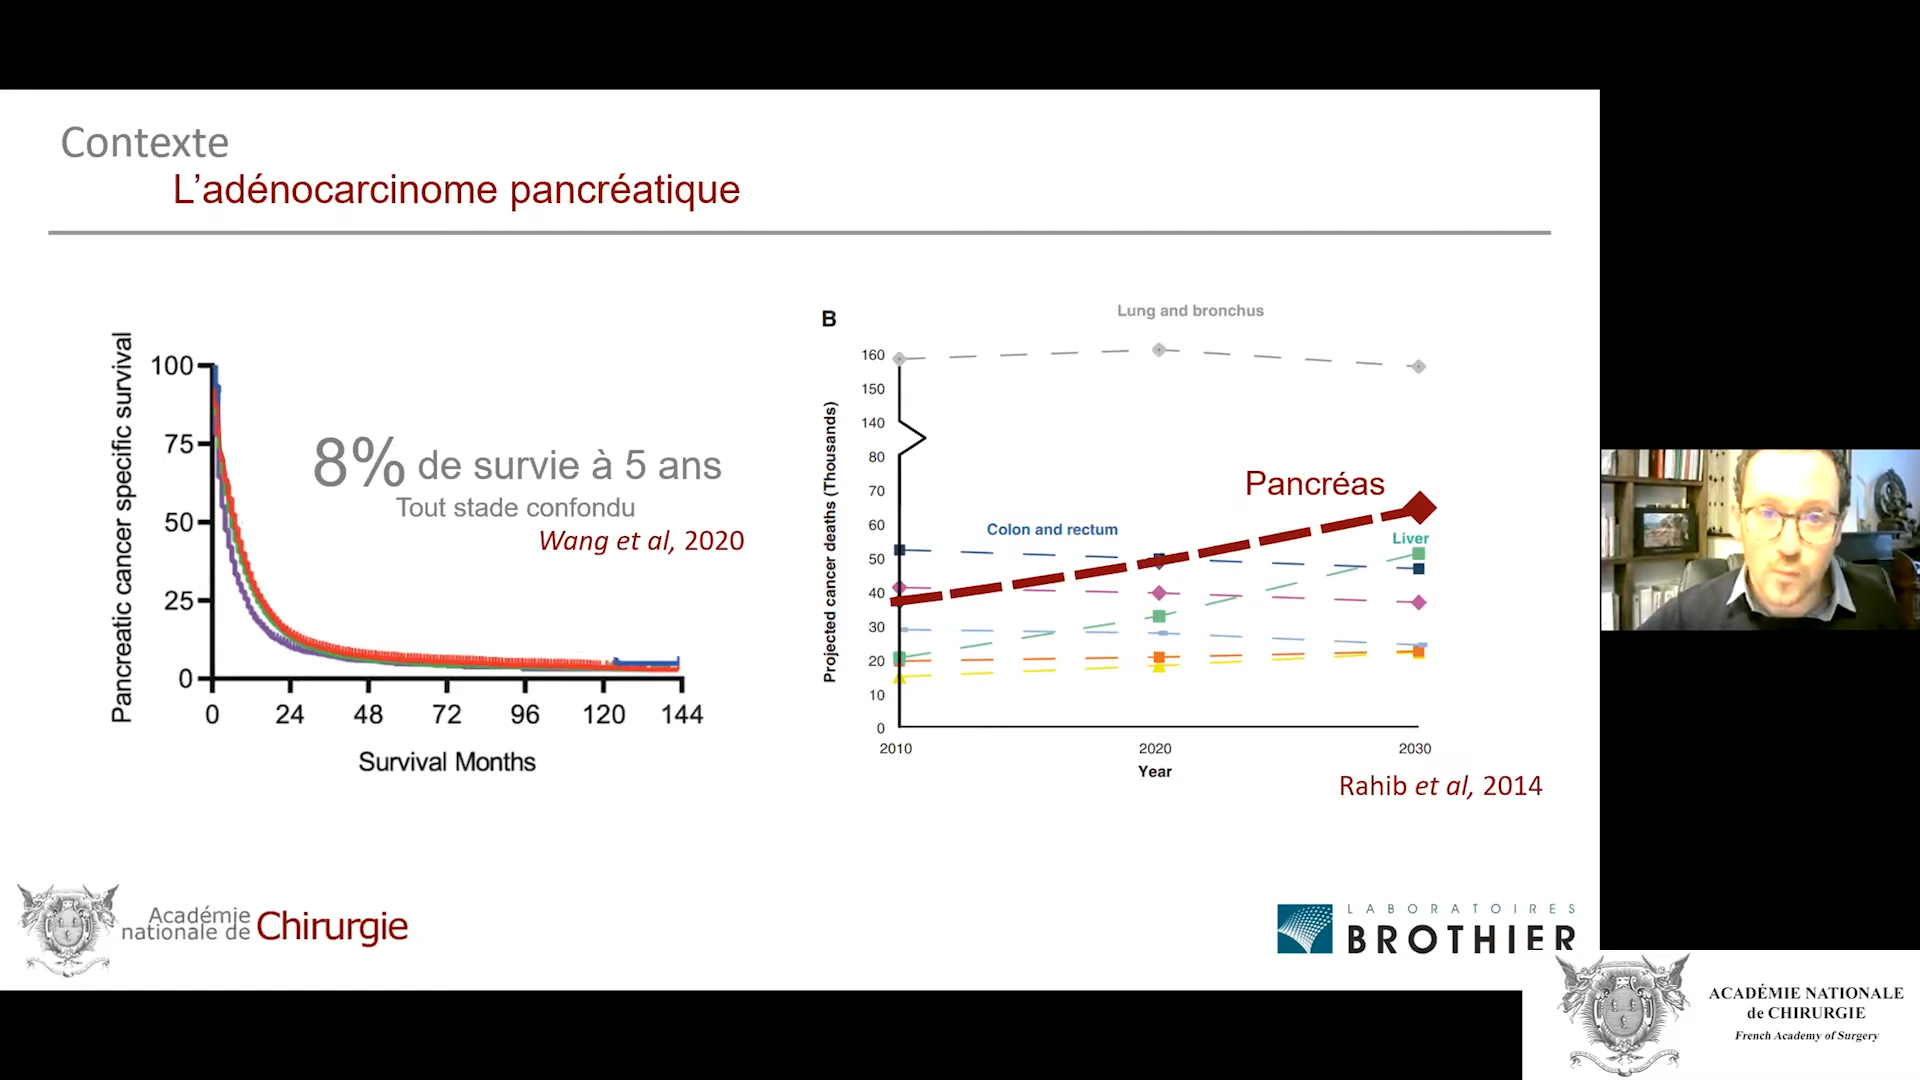 Contexte
L'adénocarcinome pancréatique
Pancreatic cancer specific survival
100
75
50
25
0
0 24 48 72 96 120 144
Survival Months
8% de survie à 5 ans
Tout stade confondu
Wang et al, 2020
B
Lung and bronchus
Projected cancer deaths (Thousands)
160
150
140
80
70
60
50
40
30
20
10
0
Pancréas
Colon and rectum
Liver
2010 2020 2030
Year
Rahib et al, 2014
Académie
nationale de Chirurgie
LABORATOIRES
BROTHIER
ACADÉMIE NATIONALE
de CHIRURGIE
French Academy of Surgery